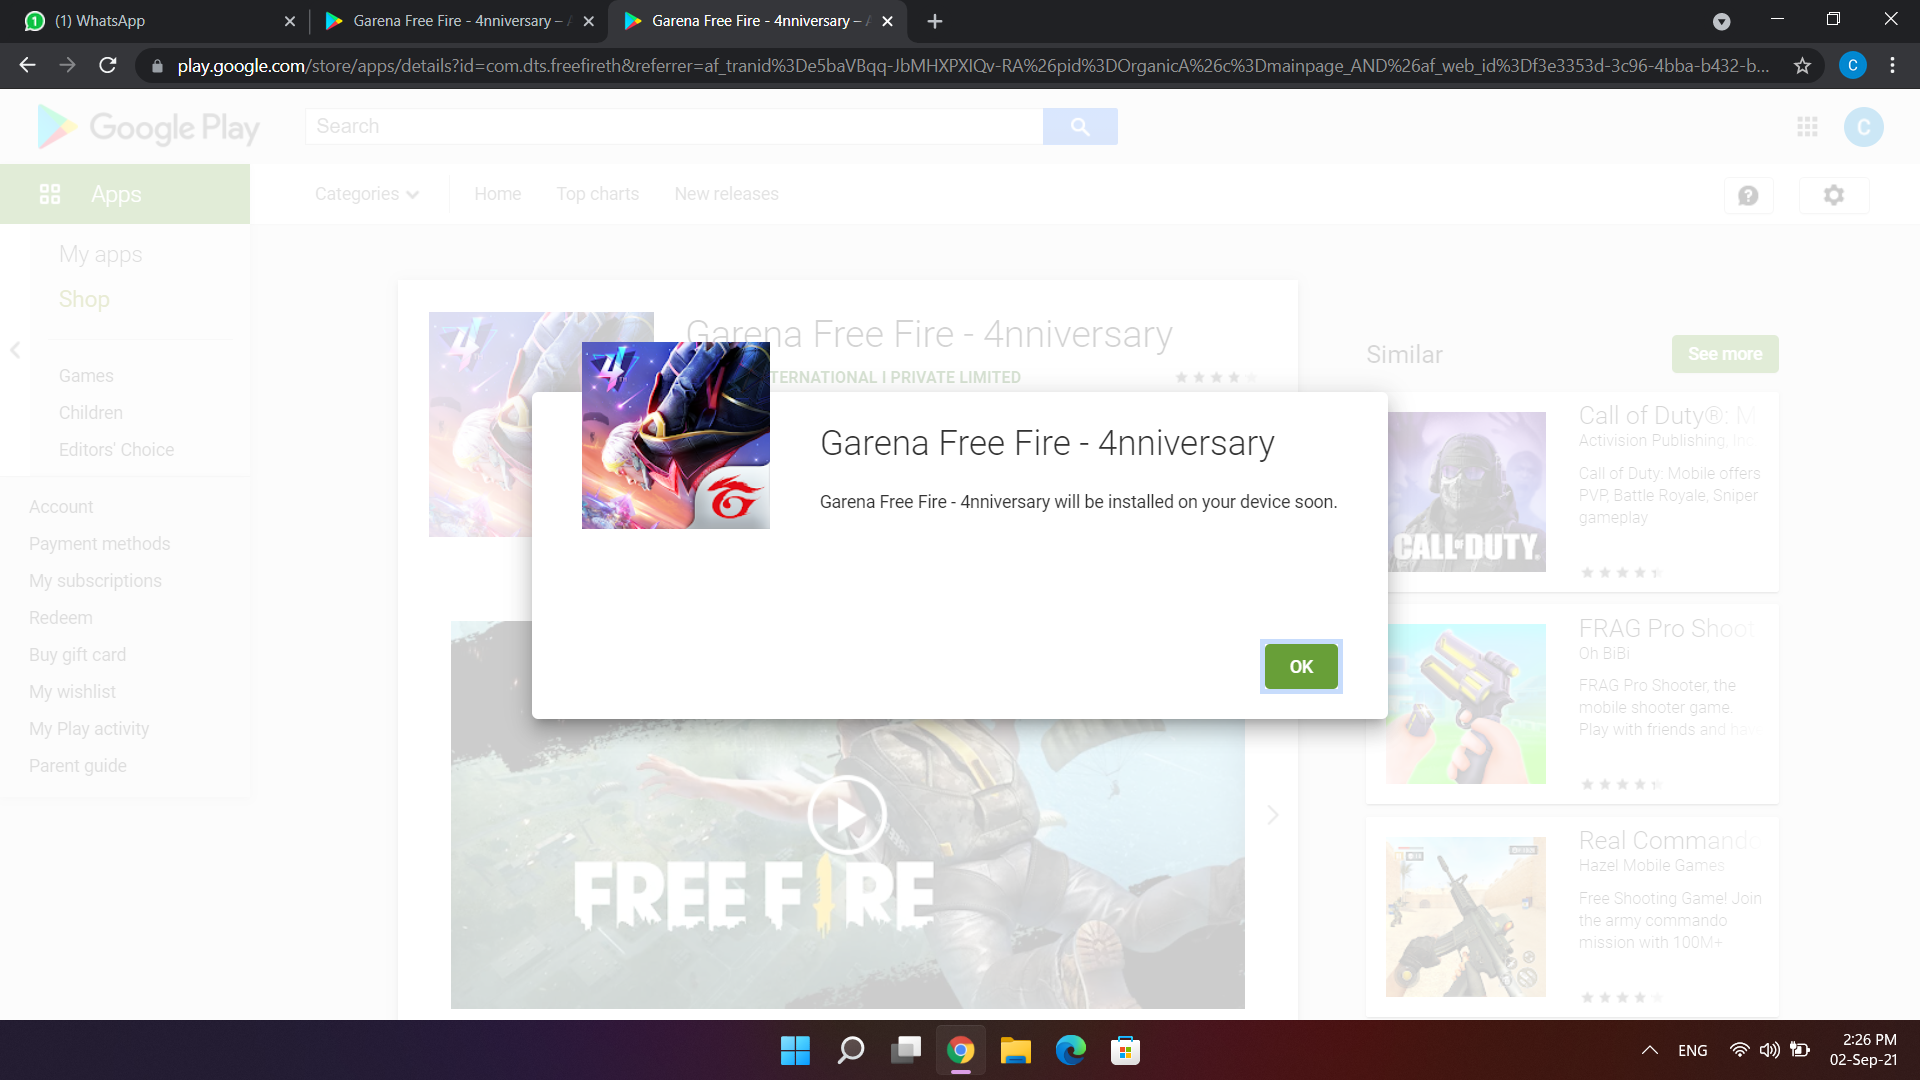 (1) WhatsApp
Garena Free Fire - 4nniversary –
Garena Free Fire - 4nniversary –
play.google.com/store/apps/details?id=com.dts.freefireth&referrer=af_tranid%3De5baVBqq-JbMHXPXIQv-RA%26pid%3DOrganicA%26c%3Dmainpage_AND%26af_web_id%3Df3e3353d-3c96-4bba-b432-b...
C
Google Play
Search
C
Apps
Categories
Home
Top charts
New releases
My apps
Shop
Games
Children
Editors' Choice
Account
Payment methods
My subscriptions
Redeem
Buy gift card
My wishlist
My Play activity
Parent guide
Garena Free Fire - 4nniversary
TERNATIONAL I PRIVATE LIMITED
Garena Free Fire - 4nniversary
Garena Free Fire - 4nniversary will be installed on your device soon.
OK
FREE FIRE
Similar
See more
Call of Duty®: M
Activision Publishing, Inc
Call of Duty: Mobile offers
PVP, Battle Royale, Sniper
gameplay
CALL OF DUTY.
FRAG Pro Shoot
Oh BiBi
FRAG Pro Shooter, the
mobile shooter game.
Play with friends and have
Real Commando
Hazel Mobile Games
Free Shooting Game! Join
the army commando
mission with 100M+
ENG
2:26 PM
02-Sep-21